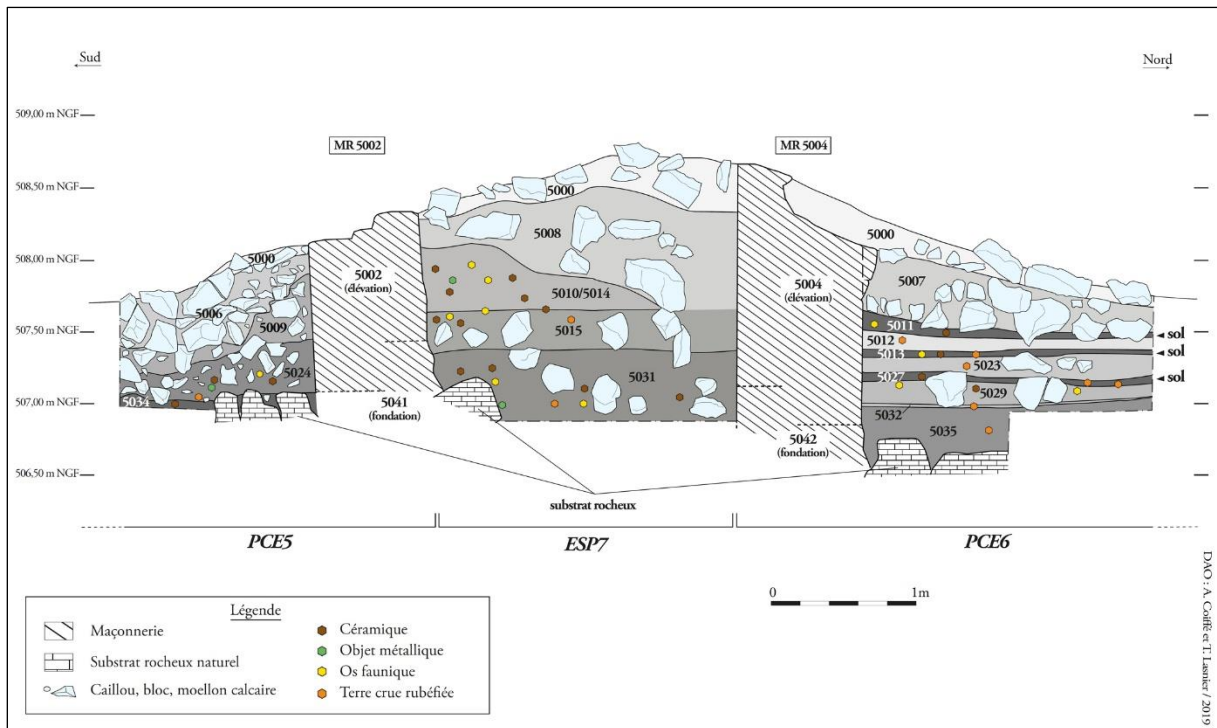 Sud
Nord
509,00 m NGF
MR 5002
MR 5004
508,50 m NGF
5000
5008
5000
508,00 m NGF
5000
5002
(élévation)
5010/5014
5004
(élévation)
5007
5006
5009
507,50 m NGF
5015
5011
sol
5012
5013
sol
5023
5024
5031
5027
sol
5029
507,00 m NGF
5034
5041
(fondation)
5032
5042
(fondation)
5035
506,50 m NGF
substrat rocheux
PCE5
ESP7
PCE6
0
1m
Légende
Maçonnerie
Substrat rocheux naturel
Caillou, bloc, moellon calcaire
Céramique
Objet métallique
Os faunique
Terre crue rubéfiée
DAO : A. Coiffé et T. Lasnier / 2019